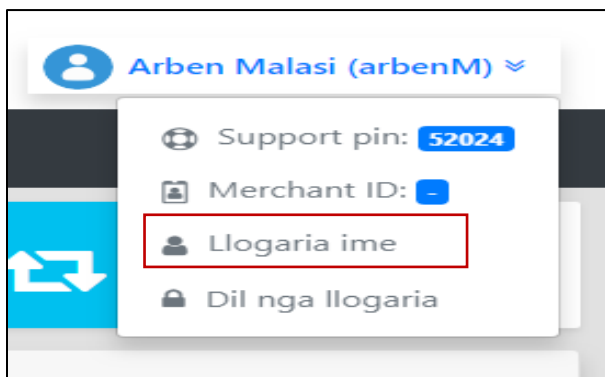 Arben Malasi (arbenM)
Support pin: 52024
Merchant ID: -
Llogaria ime
Dil nga llogaria